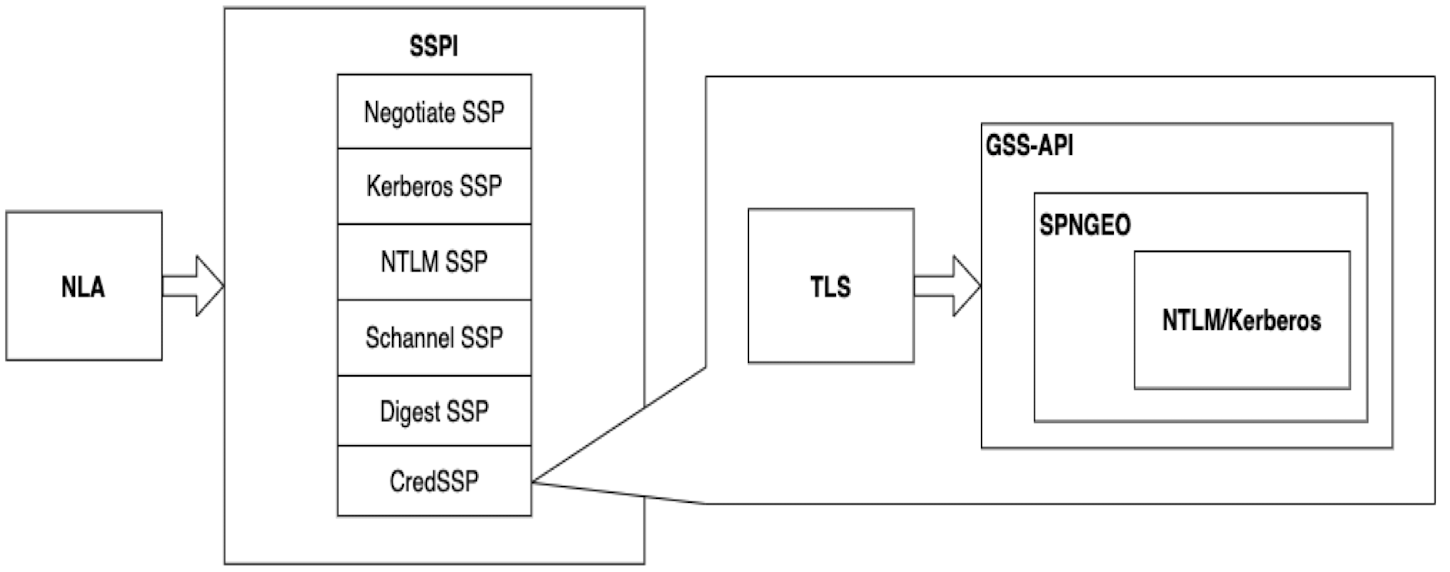 SSPI
Negotiate SSP
Kerberos SSP
NTLM SSP
Schannel SSP
Digest SSP
CredSSP
NLA
TLS
GSS-API
SPNGEO
NTLM/Kerberos